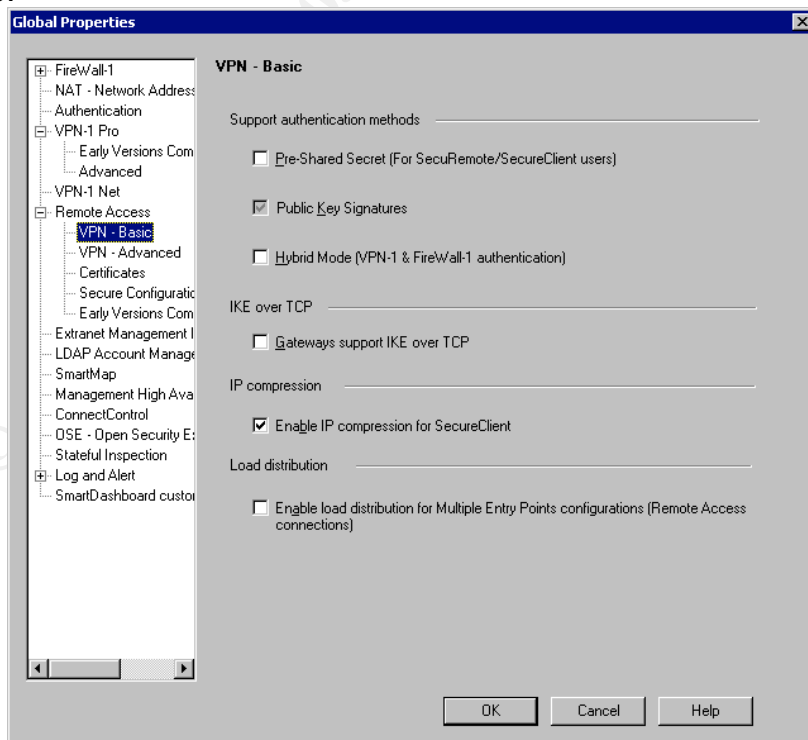 Global Properties
FireWall-1
NAT - Network Address
Authentication
VPN-1 Pro
Early Versions Com
Advanced
VPN-1 Net
Remote Access
VPN - Basic
VPN - Advanced
Certificates
Secure Configuratic
Early Versions Com
Extranet Management I
LDAP Account Manage
SmartMap
Management High Ava
ConnectControl
OSE - Open Security E
Stateful Inspection
Log and Alert
SmartDashboard custo
VPN - Basic
Support authentication methods
Pre-Shared Secret (For SecuRemote/SecureClient users)
Public Key Signatures
Hybrid Mode (VPN-1 & FireWall-1 authentication)
IKE over TCP
Gateways support IKE over TCP
IP compression
Enable IP compression for SecureClient
Load distribution
Enable load distribution for Multiple Entry Points configurations (Remote Access
connections)
OK
Cancel
Help